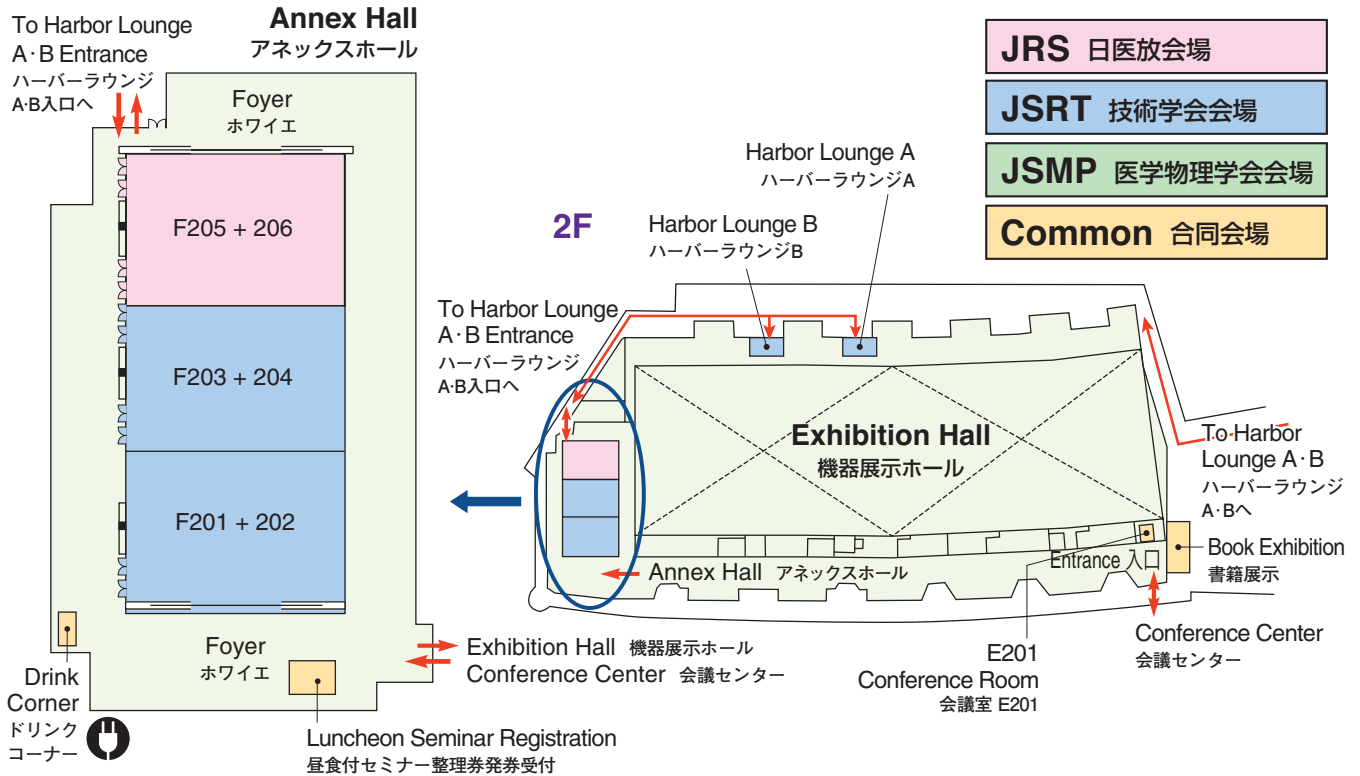 To Harbor Lounge
A·B Entrance
ハーバーラウンジ
A·B入口へ
Annex Hall
アネックスホール
Foyer
ホワイエ
F205 + 206
F203 + 204
F201 + 202
Foyer
ホワイエ
Drink
Corner
ドリンク
コーナー
Luncheon Seminar Registration
昼食付セミナー整理券発券受付
Exhibition Hall 機器展示ホール
Conference Center 会議センター
JRS 日医放会場
JSRT 技術学会会場
JSMP 医学物理学会会場
Common 合同会場
2F
Harbor Lounge A
ハーバーラウンジA
Harbor Lounge B
ハーバーラウンジB
To Harbor Lounge
A·B Entrance
ハーバーラウンジ
A·B入口へ
Exhibition Hall
機器展示ホール
To Harbor
Lounge A·B
ハーバーラウンジ
A·Bへ
Book Exhibition
書籍展示
Entrance 入口
Annex Hall アネックスホール
E201
Conference Room
会議室 E201
Conference Center
会議センター